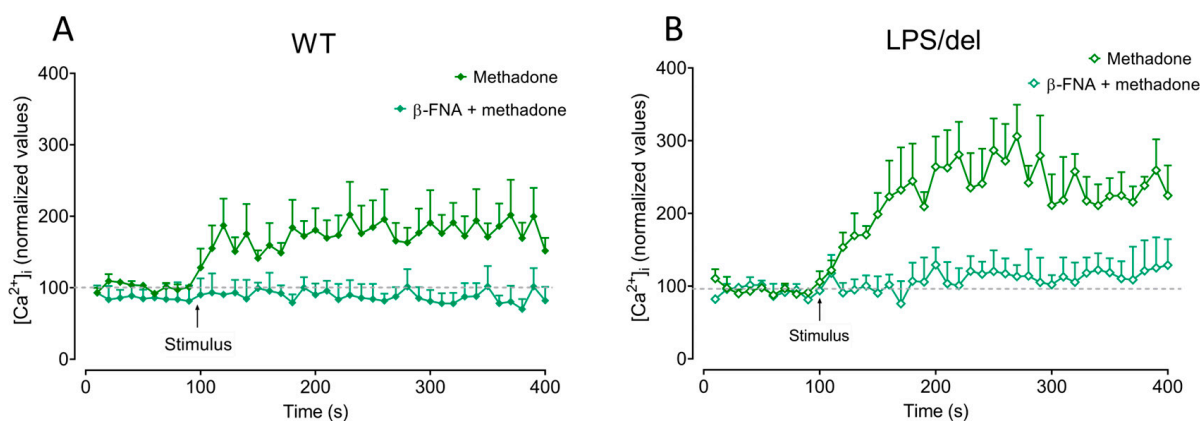 A
WT
Methadone
β-FNA + methadone
[Ca²⁺]ᵢ (normalized values)
400
300
200
100
0
Stimulus
0 100 200 300 400
Time (s)
B
LPS/del
Methadone
β-FNA + methadone
[Ca²⁺]ᵢ (normalized values)
400
300
200
100
0
Stimulus
0 100 200 300 400
Time (s)